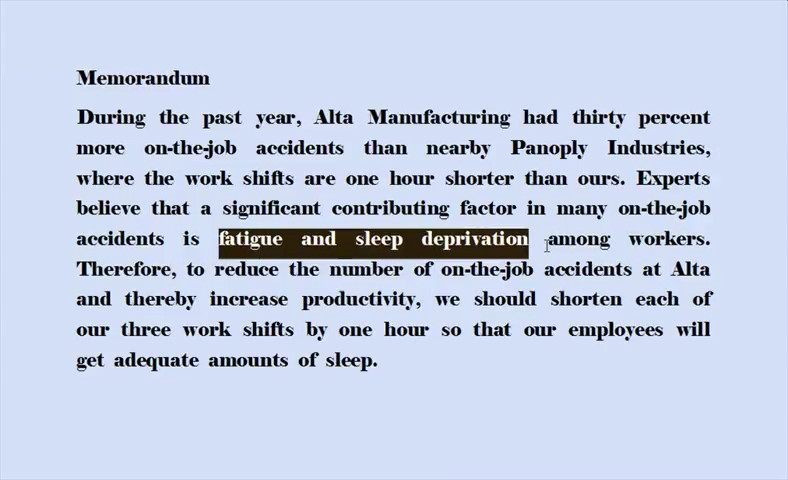 Memorandum
During the past year, Alta Manufacturing had thirty percent
more on-the-job accidents than nearby Panoply Industries,
where the work shifts are one hour shorter than ours. Experts
believe that a significant contributing factor in many on-the-job
accidents is fatigue and sleep deprivation among workers.
Therefore, to reduce the number of on-the-job accidents at Alta
and thereby increase productivity, we should shorten each of
our three work shifts by one hour so that our employees will
get adequate amounts of sleep.